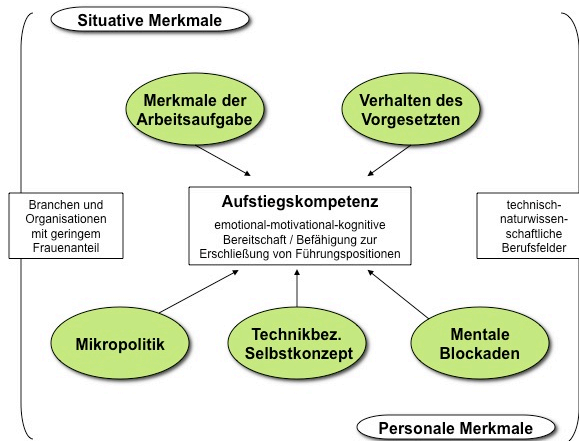 Situative Merkmale
Merkmale der
Arbeitsaufgabe
Verhalten des
Vorgesetzten
Branchen und
Organisationen
mit geringem
Frauenanteil
Aufstiegskompetenz
emotional-motivational-kognitive
Bereitschaft / Befähigung zur
Erschließung von Führungspositionen
technisch-
naturwissen-
schaftliche
Berufsfelder
Mikropolitik
Technikbez.
Selbstkonzept
Mentale
Blockaden
Personale Merkmale